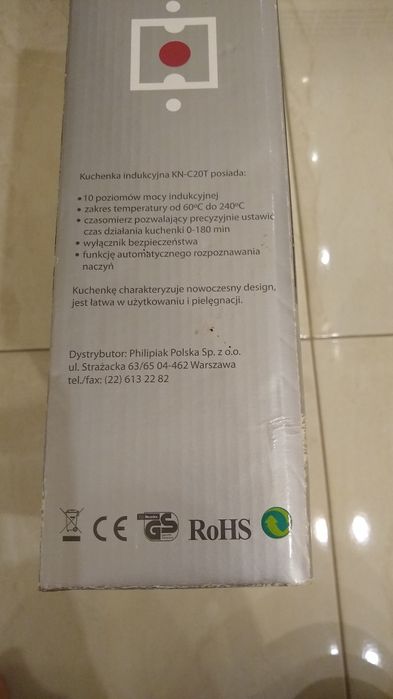 Kuchenka indukcyjna KN-C20T posiada:
• 10 poziomów mocy indukcyjnej
• zakres temperatury od 60ºC do 240ºC
• czasomierz pozwalający precyzyjnie ustawić
czas działania kuchenki 0-180 min
• wyłącznik bezpieczeństwa
• funkcję automatycznego rozpoznawania
naczyń
Kuchenkę charakteryzuje nowoczesny design,
jest łatwa w użytkowaniu i pielęgnacji.
Dystrybutor: Philipiak Polska Sp. z o.o.
ul. Strażacka 63/65 04-462 Warszawa
tel./fax: (22) 613 22 82
CE GS RoHS